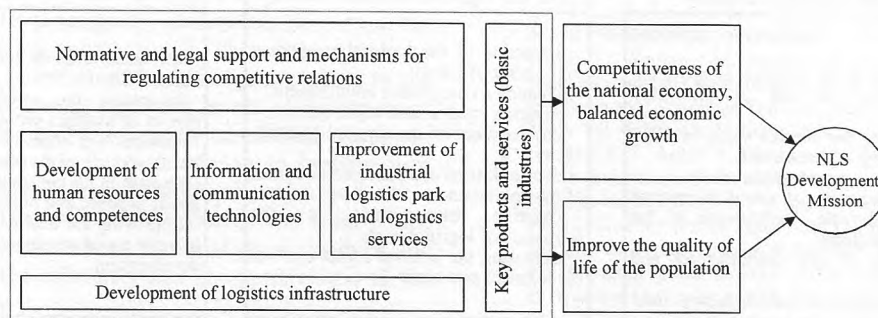 Normative and legal support and mechanisms for
regulating competitive relations
Development of
human resources
and competences
Information and
communication
technologies
Improvement of
industrial
logistics park
and logistics
services
Development of logistics infrastructure
Key products and services (basic
industries)
Competitiveness of
the national economy,
balanced economic
growth
Improve the quality of
life of the population
NLS
Development
Mission